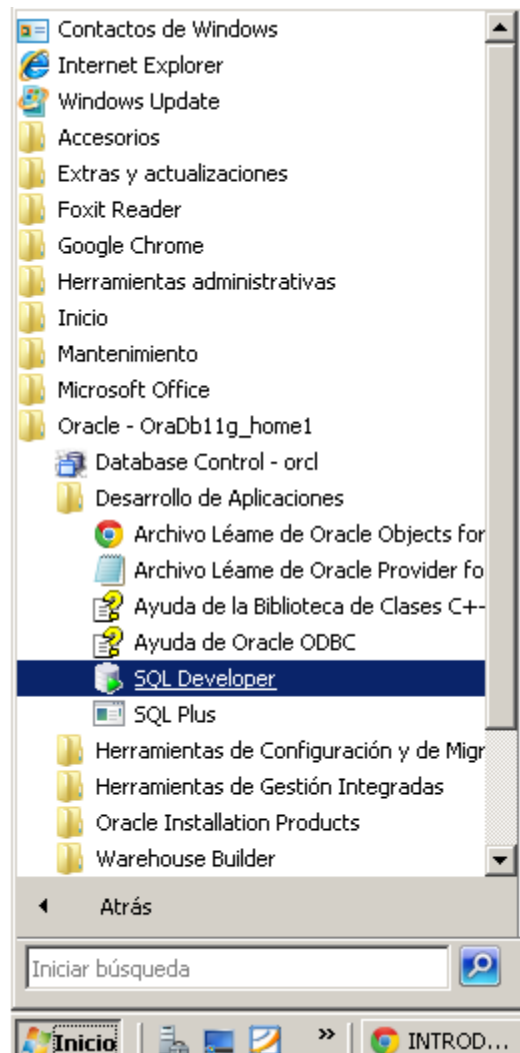 Contactos de Windows
Internet Explorer
Windows Update
Accesorios
Extras y actualizaciones
Foxit Reader
Google Chrome
Herramientas administrativas
Inicio
Mantenimiento
Microsoft Office
Oracle - OraDb11g_home1
Database Control - orcl
Desarrollo de Aplicaciones
Archivo Léame de Oracle Objects for
Archivo Léame de Oracle Provider fo
Ayuda de la Biblioteca de Clases C+-
Ayuda de Oracle ODBC
SQL Developer
SQL Plus
Herramientas de Configuración y de Migr
Herramientas de Gestión Integradas
Oracle Installation Products
Warehouse Builder
Atrás
Iniciar búsqueda
Inicio » INTROD...